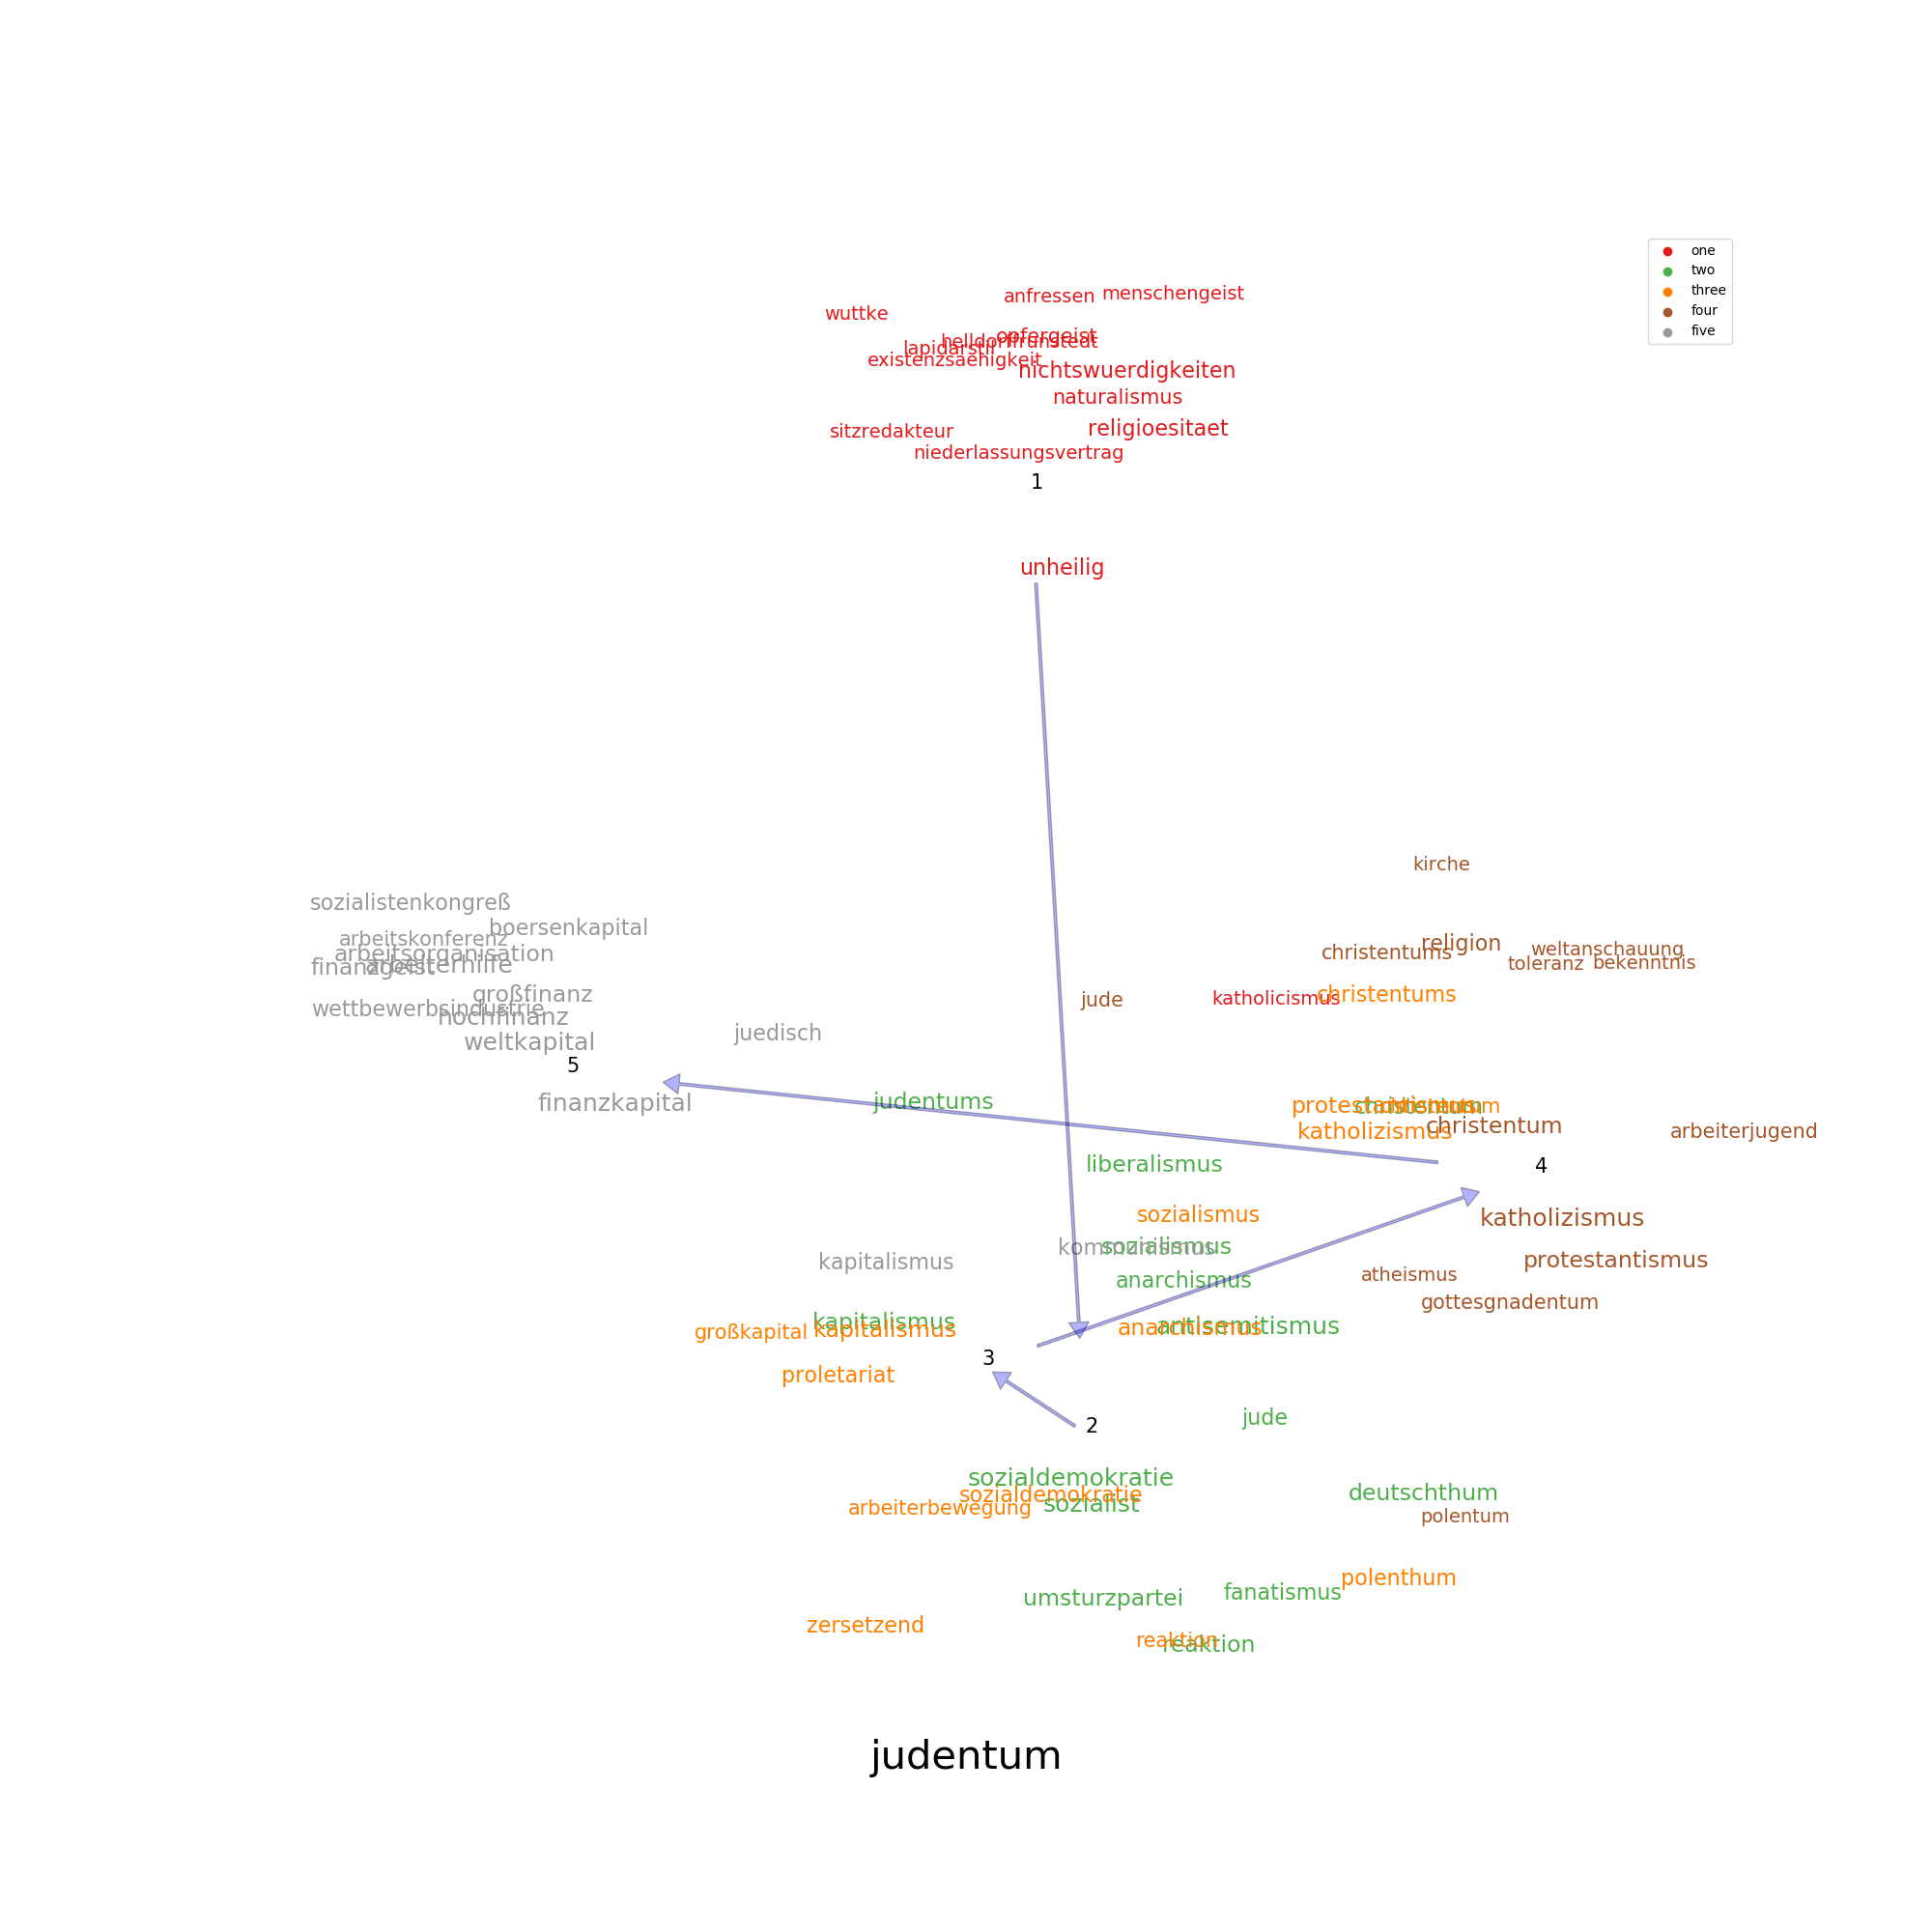 one
two
three
four
five
anfressen
menschengeist
wuttke
opfergeist
helldorffrunstedt
lapidarstil
existenzsaehigkeit
nichtswuerdigkeiten
naturalismus
sitzredakteur
religioesitaet
niederlassungsvertrag
1
unheilig
kirche
sozialistenkongreß
boersenkapital
arbeitskonferenz
religion
weltanschauung
christentums
arbeitsorganisation
arbeiterhilfe
finanzgeist
toleranz
bekenntnis
großfinanz
jude
katholicismus
christentums
wettbewerbsindustrie
hochfinanz
juedisch
weltkapital
5
finanzkapital
judentums
protestantismus
christentum
christentum
christentum
katholizismus
arbeiterjugend
liberalismus
4
sozialismus
katholizismus
kommunismus
sozialismus
kapitalismus
protestantismus
anarchismus
atheismus
gottesgnadentum
kapitalismus
großkapital
kapitalismus
anarchismus
antisemitismus
3
proletariat
jude
2
sozialdemokratie
sozialdemokratie
deutschthum
arbeiterbewegung
sozialist
polentum
polenthum
umsturzpartei
fanatismus
zersetzend
reaktion
reaktion
judentum